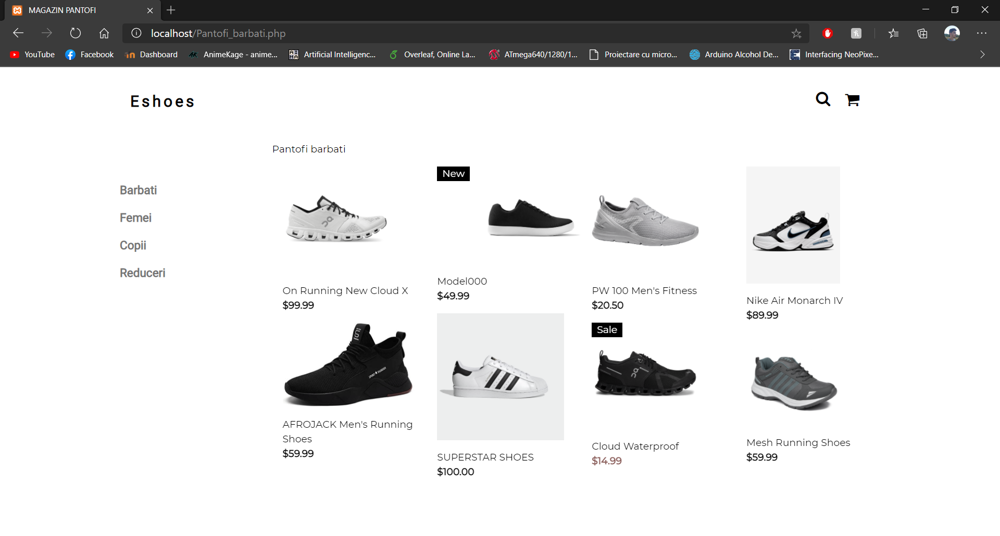 MAGAZIN PANTOFI
localhost/Pantofi_barbati.php
YouTube Facebook Dashboard AnimeKage - anime... Artificial Intelligenc... Overleaf, Online La... ATmega640/1280/1... Proiectare cu micro... Arduino Alcohol De... Interfacing NeoPixe...
Eshoes
Pantofi barbati
Barbati
Femei
Copii
Reduceri
On Running New Cloud X
$99.99
New
Model000
$49.99
PW 100 Men's Fitness
$20.50
Nike Air Monarch IV
$89.99
SPORT ★ FASHION
AFROJACK Men's Running
Shoes
$59.99
SUPERSTAR SHOES
$100.00
Sale
Cloud Waterproof
$14.99
Mesh Running Shoes
$59.99